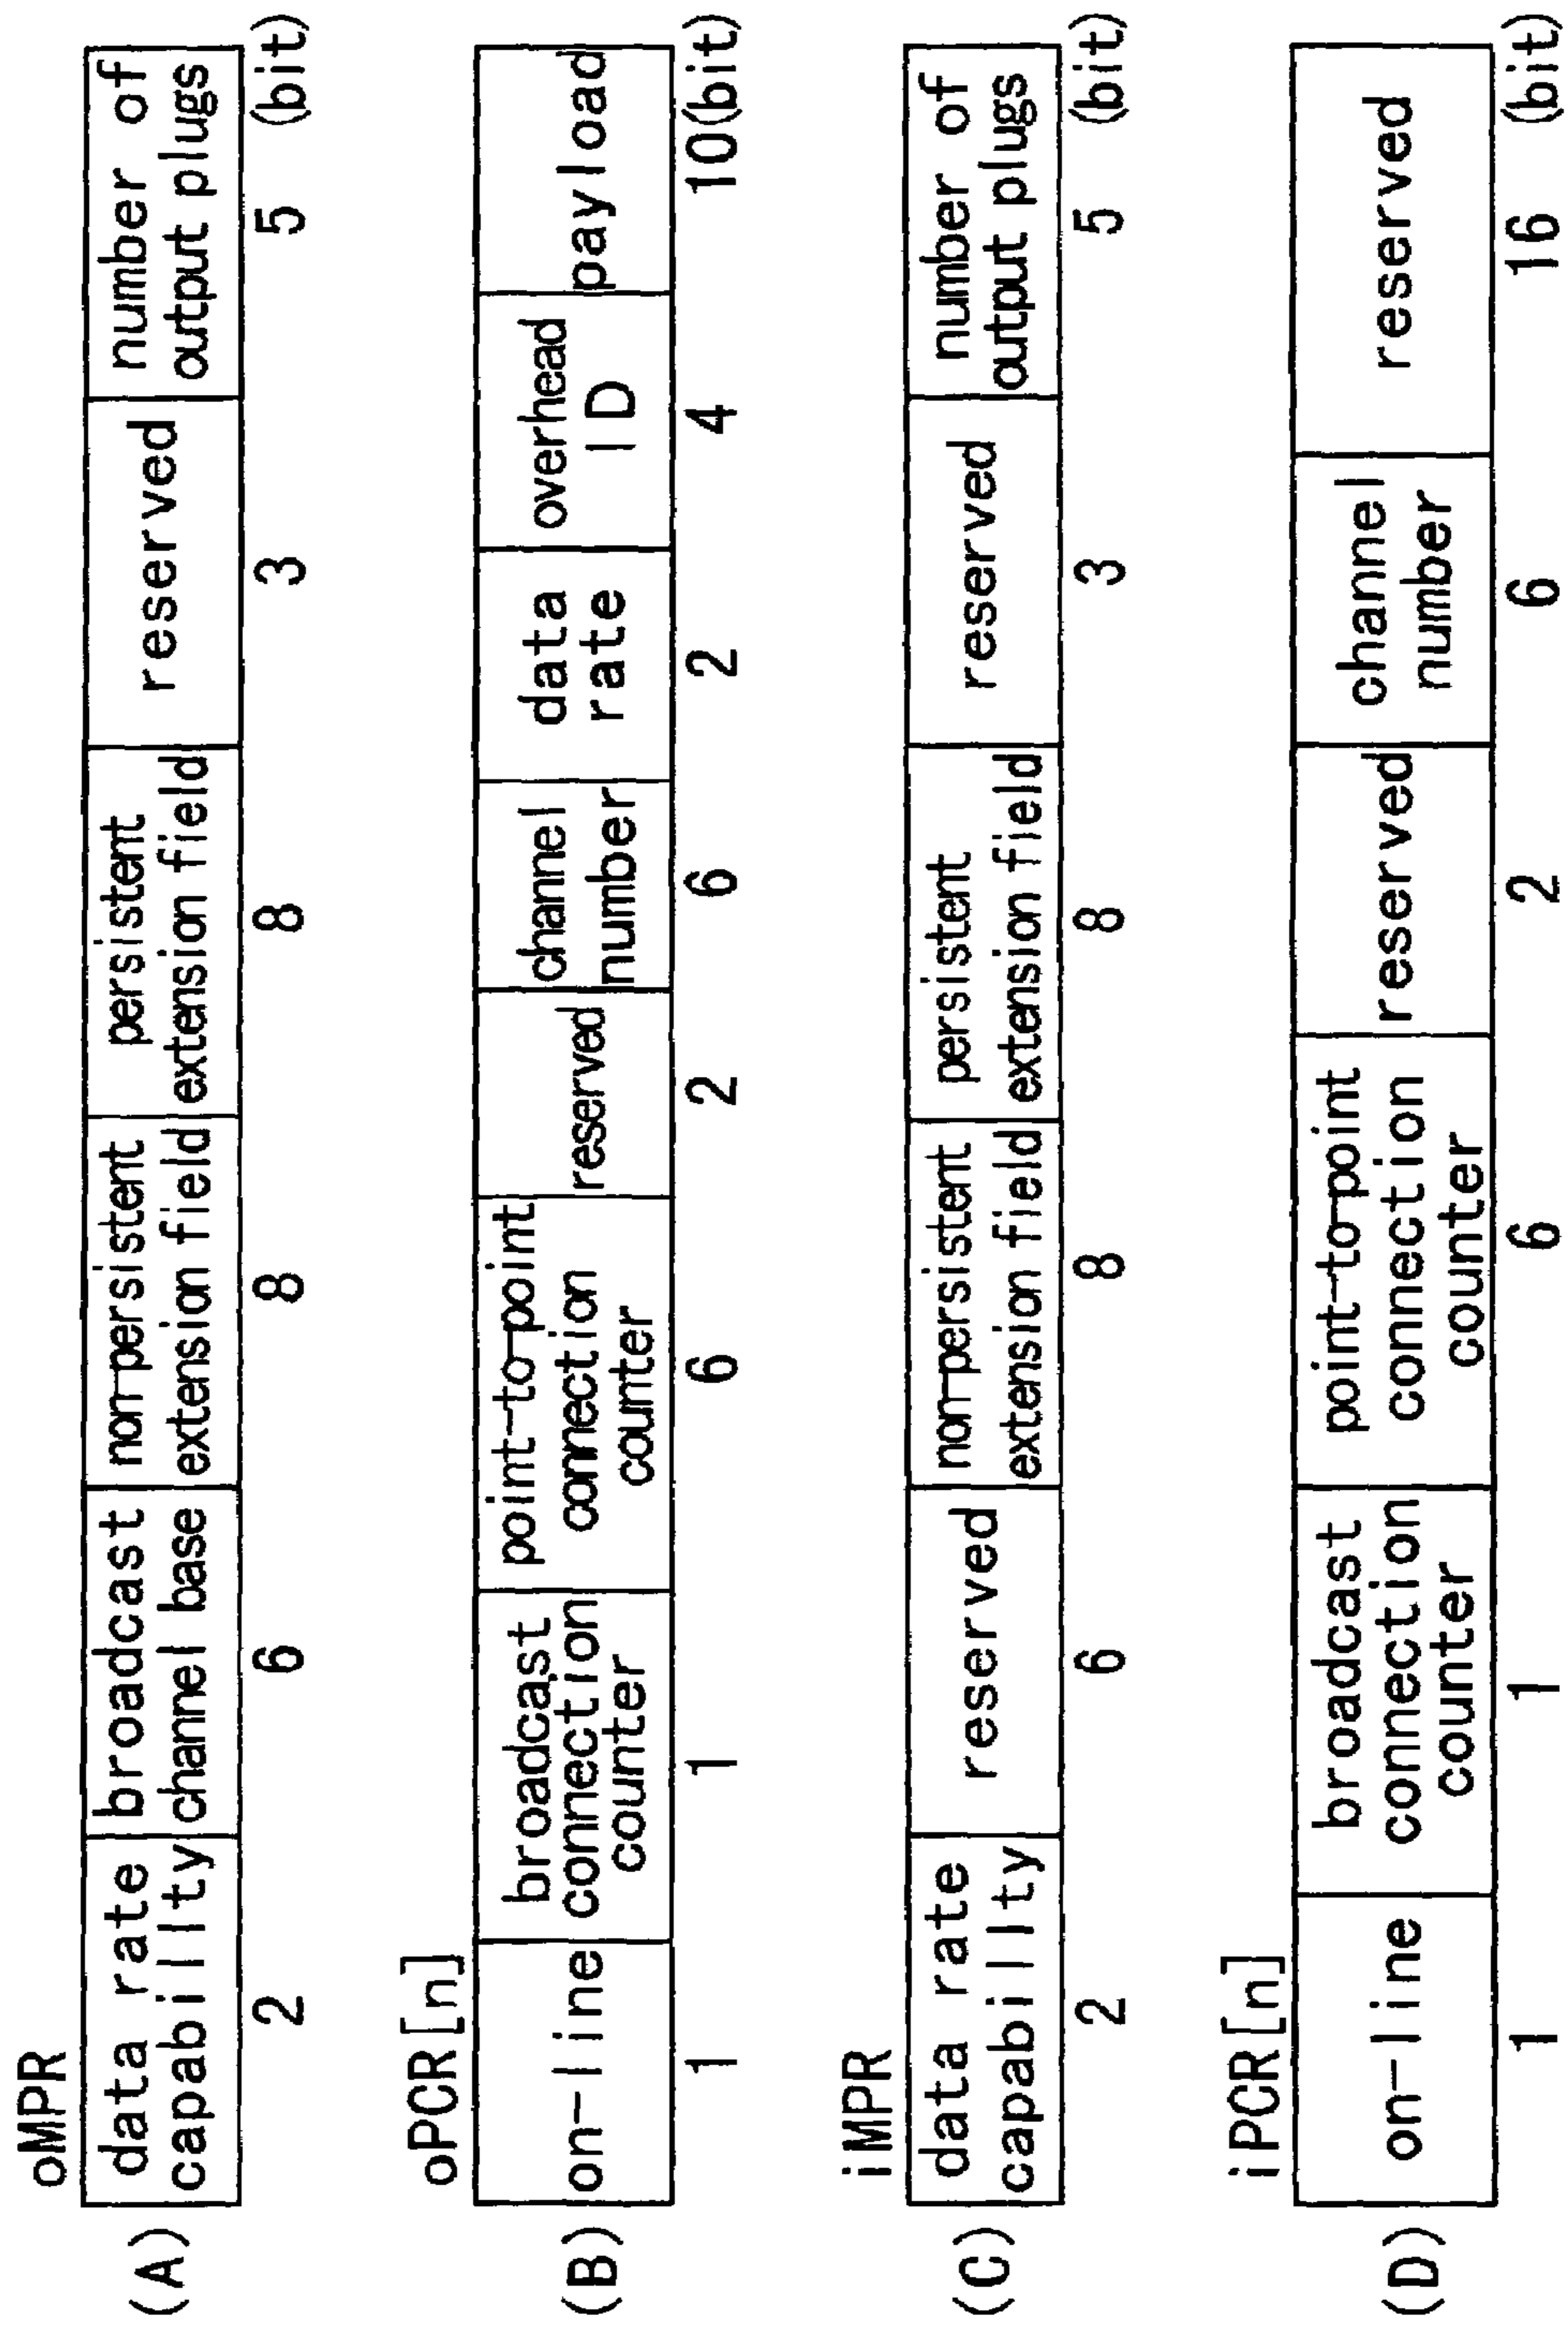 oMPR
(A)
data rate
capability
broadcast
channel base
non-persistent
extension field
persistent
extension field
reserved
number of
output plugs
2 6 8 8 3 5 (bit)
oPCR[n]
(B)
on-line
broadcast
connection
counter
point-to-point
connection
counter
reserved
channel
number
data
rate
overhead
ID
payload
1 1 6 2 6 2 4 10(bit)
iMPR
(C)
data rate
capability
reserved
non-persistent
extension field
persistent
extension field
reserved
number of
output plugs
2 6 8 8 3 5 (bit)
iPCR[n]
(D)
on-line
broadcast
connection
counter
point-to-point
connection
counter
reserved
channel
number
reserved
1 1 6 2 6 16 (bit)